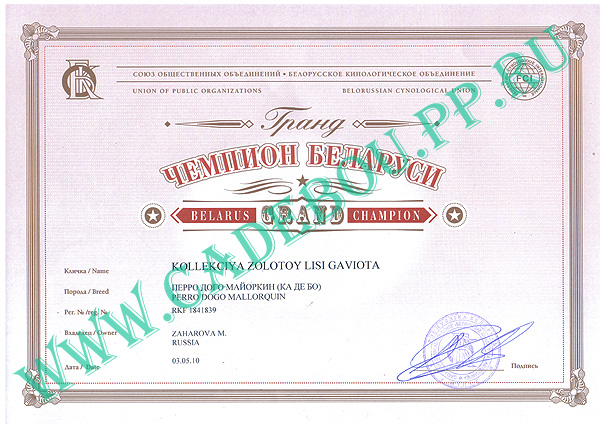 СОЮЗ ОБЩЕСТВЕННЫХ ОБЪЕДИНЕНИЙ • БЕЛОРУССКОЕ КИНОЛОГИЧЕСКОЕ ОБЪЕДИНЕНИЕ
UNION OF PUBLIC ORGANIZATIONS BELORUSSIAN CYNOLOGICAL UNION
FCI
Гранд
ЧЕМПИОН БЕЛАРУСИ
BELARUS GRAND CHAMPION
Кличка / Name KOLLEKCIYA ZOLOTOY LISI GAVIOTA
Порода / Breed ПЕРРО ДОГО МАЙОРКИН (КА ДЕ БО)
PERRO DOGO MALLORQUIN
Рег. № /reg. № RKF 1841839
Владелец / Owner ZAHAROVA M.
RUSSIA
Дата / Date 03.05.10
Подпись
WWW.CADEBOU.PP.RU